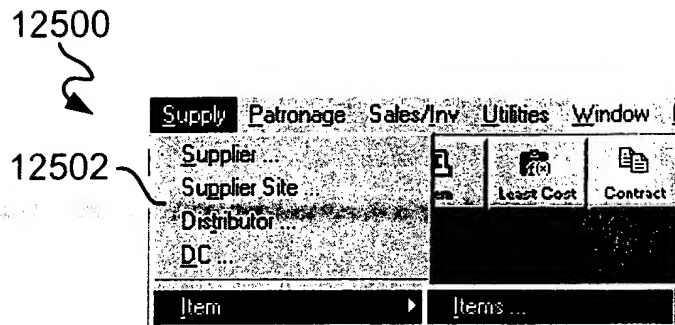 12500
Supply Patronage Sales/Inv Utilities Window
12502
Supplier ...
Supplier Site ...
Least Cost Contract
Distributor ...
DC ...
Item Items ...